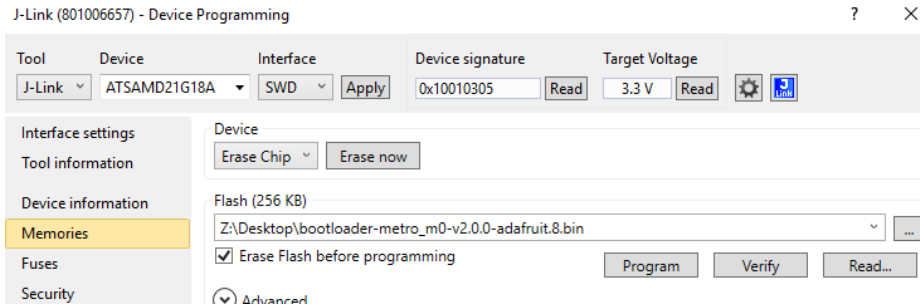 J-Link (801006657) - Device Programming ? ×
Tool Device Interface Device signature Target Voltage
J-Link ATSAMD21G18A SWD Apply 0x10010305 Read 3.3 V Read J Link
Interface settings
Tool information
Device information
Memories
Fuses
Security
Device
Erase Chip Erase now
Flash (256 KB)
Z:\Desktop\bootloader-metro_m0-v2.0.0-adafruit.8.bin ...
Erase Flash before programming
Program Verify Read...
Advanced